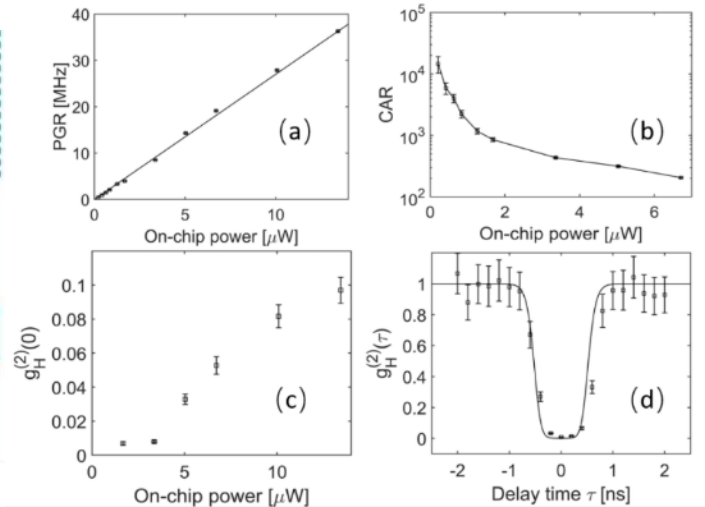 40
30
20
10
0
PGR [MHz]
(a)
0 5 10
On-chip power [μW]
10^5
10^4
10^3
10^2
CAR
(b)
0 2 4 6
On-chip power [μW]
0.1
0.08
0.06
0.04
0.02
0
g_H^(2)(0)
(c)
0 5 10
On-chip power [μW]
1
0.8
0.6
0.4
0.2
0
g_H^(2)(τ)
(d)
-2 -1 0 1 2
Delay time τ [ns]